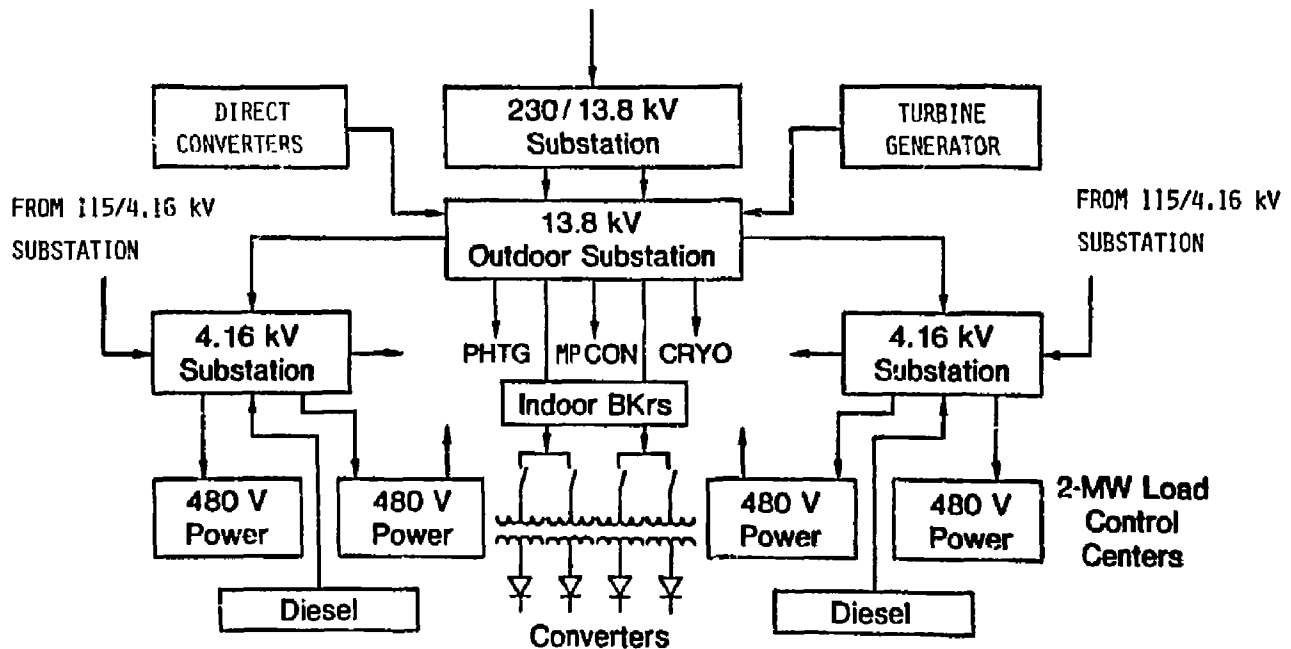 DIRECT
CONVERTERS
230/13.8 kV
Substation
TURBINE
GENERATOR
FROM 115/4.16 kV
SUBSTATION
13.8 kV
Outdoor Substation
FROM 115/4.16 kV
SUBSTATION
4.16 kV
Substation
PHTG
MPCON
CRYO
4.16 kV
Substation
Indoor BKrs
480 V
Power
480 V
Power
480 V
Power
480 V
Power
2-MW Load
Control
Centers
Diesel
Converters
Diesel